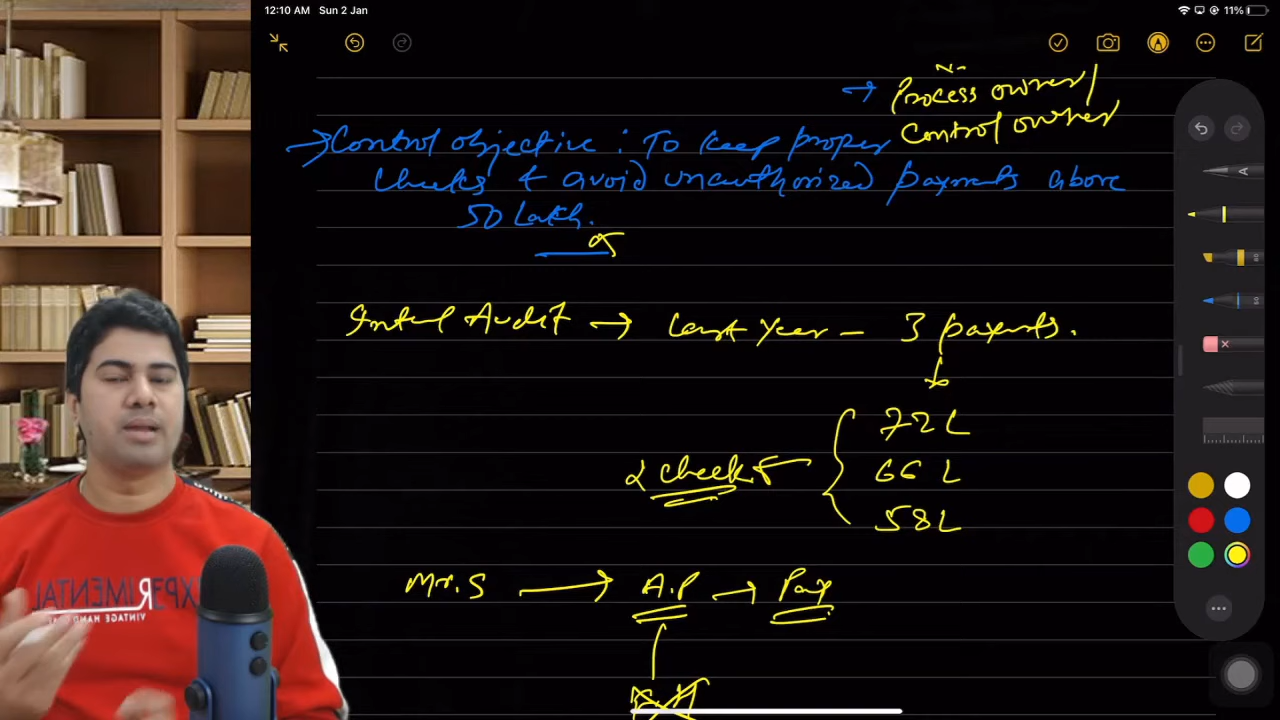 12:10 AM Sun 2 Jan
11%
→ Process owner/
control owner
→ Control objective : To keep proper
checks & avoid unauthorized payments above
50 Lakh.
Internal Audit → Last Year - 3 payments.
72 L
66 L
58 L
checks
Mr. S → A.P → Pay
EXPERIMENTAL
VINTAGE